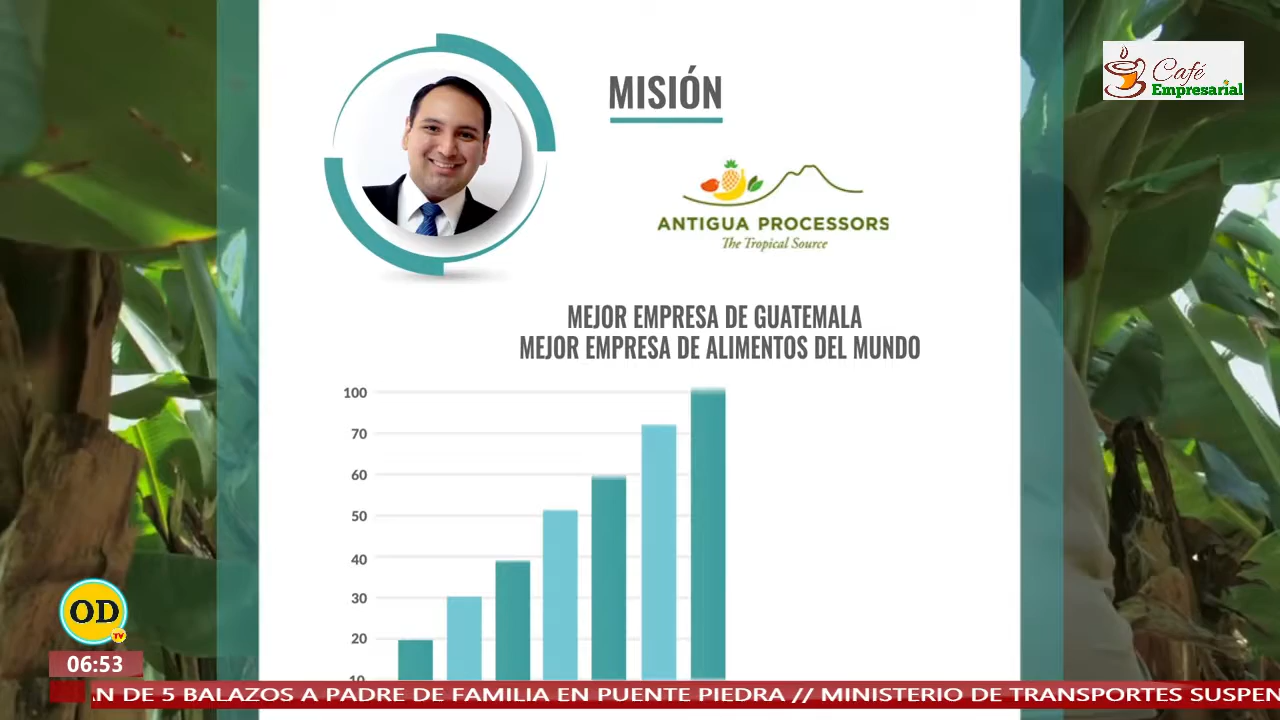 MISIÓN
Café
Empresarial
ANTIGUA PROCESSORS
The Tropical Source
MEJOR EMPRESA DE GUATEMALA
MEJOR EMPRESA DE ALIMENTOS DEL MUNDO
100
70
60
50
40
30
20
10
OD
TV
06:53
AN DE 5 BALAZOS A PADRE DE FAMILIA EN PUENTE PIEDRA // MINISTERIO DE TRANSPORTES SUSPEN